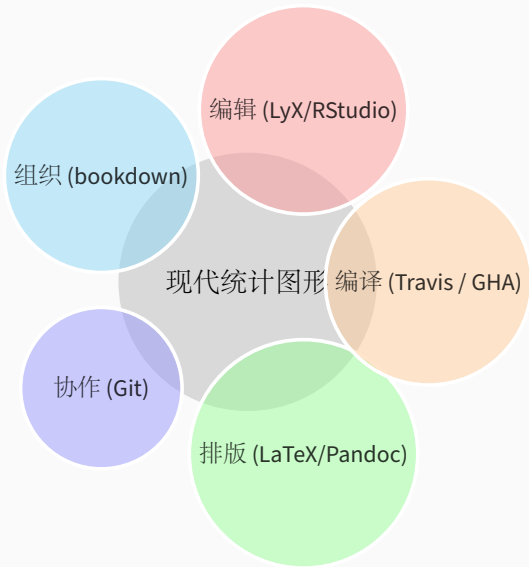 编辑 (LyX/RStudio)
组织 (bookdown)
现代统计图形
编译 (Travis / GHA)
协作 (Git)
排版 (LaTeX/Pandoc)